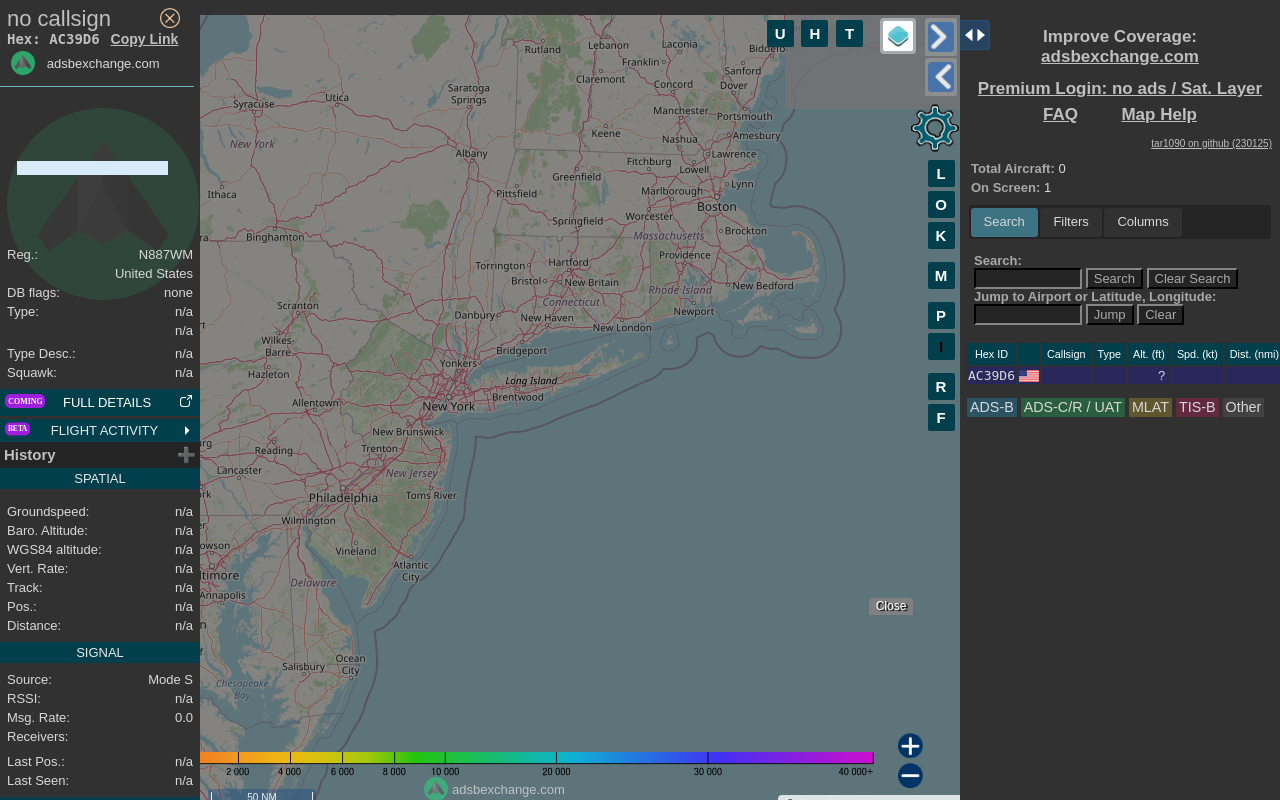 no callsign
Hex: AC39D6 Copy Link
adsbexchange.com
Reg.: N887WM
United States
DB flags: none
Type: n/a
n/a
Type Desc.: n/a
Squawk: n/a
COMING FULL DETAILS
BETA FLIGHT ACTIVITY
History
SPATIAL
Groundspeed: n/a
Baro. Altitude: n/a
WGS84 altitude: n/a
Vert. Rate: n/a
Track: n/a
Pos.: n/a
Distance: n/a
SIGNAL
Source: Mode S
RSSI: n/a
Msg. Rate: 0.0
Receivers:
Last Pos.: n/a
Last Seen: n/a
U H T
L
O
K
M
P
I
R
F
Rutland
Lebanon
Laconia
Franklin
Claremont
Concord
Sanford
Dover
Saratoga
Springs
Utica
Syracuse
Manchester
Portsmouth
Amesbury
Keene
Nashua
New York
Albany
Fitchburg
Lawrence
Lowell
Greenfield
Ithaca
Pittsfield
Marlborough
Lynn
Boston
Worcester
Springfield
Binghamton
Massachusetts
Brockton
Providence
Torrington
Hartford
Bristol
New Britain
Rhode Island
New Bedford
Scranton
Connecticut
Danbury
New Haven
Newport
New London
Wilkes-
Barre
Bridgeport
Hazleton
Yonkers
Long Island
Brentwood
Allentown
New York
New Brunswick
Reading
Trenton
Lancaster
New Jersey
Philadelphia
Toms River
Wilmington
Vineland
Atlantic
City
Delaware
Annapolis
Ocean
City
Salisbury
Chesapeake
Bay
Close
2 000 4 000 6 000 8 000 10 000 20 000 30 000 40 000+
adsbexchange.com
50 NM
Improve Coverage:
adsbexchange.com
Premium Login: no ads / Sat. Layer
FAQ Map Help
tar1090 on github (230125)
Total Aircraft: 0
On Screen: 1
Search Filters Columns
Search:
Search Clear Search
Jump to Airport or Latitude, Longitude:
Jump Clear
Hex ID Callsign Type Alt. (ft) Spd. (kt) Dist. (nmi)
AC39D6 ?
ADS-B ADS-C/R / UAT MLAT TIS-B Other